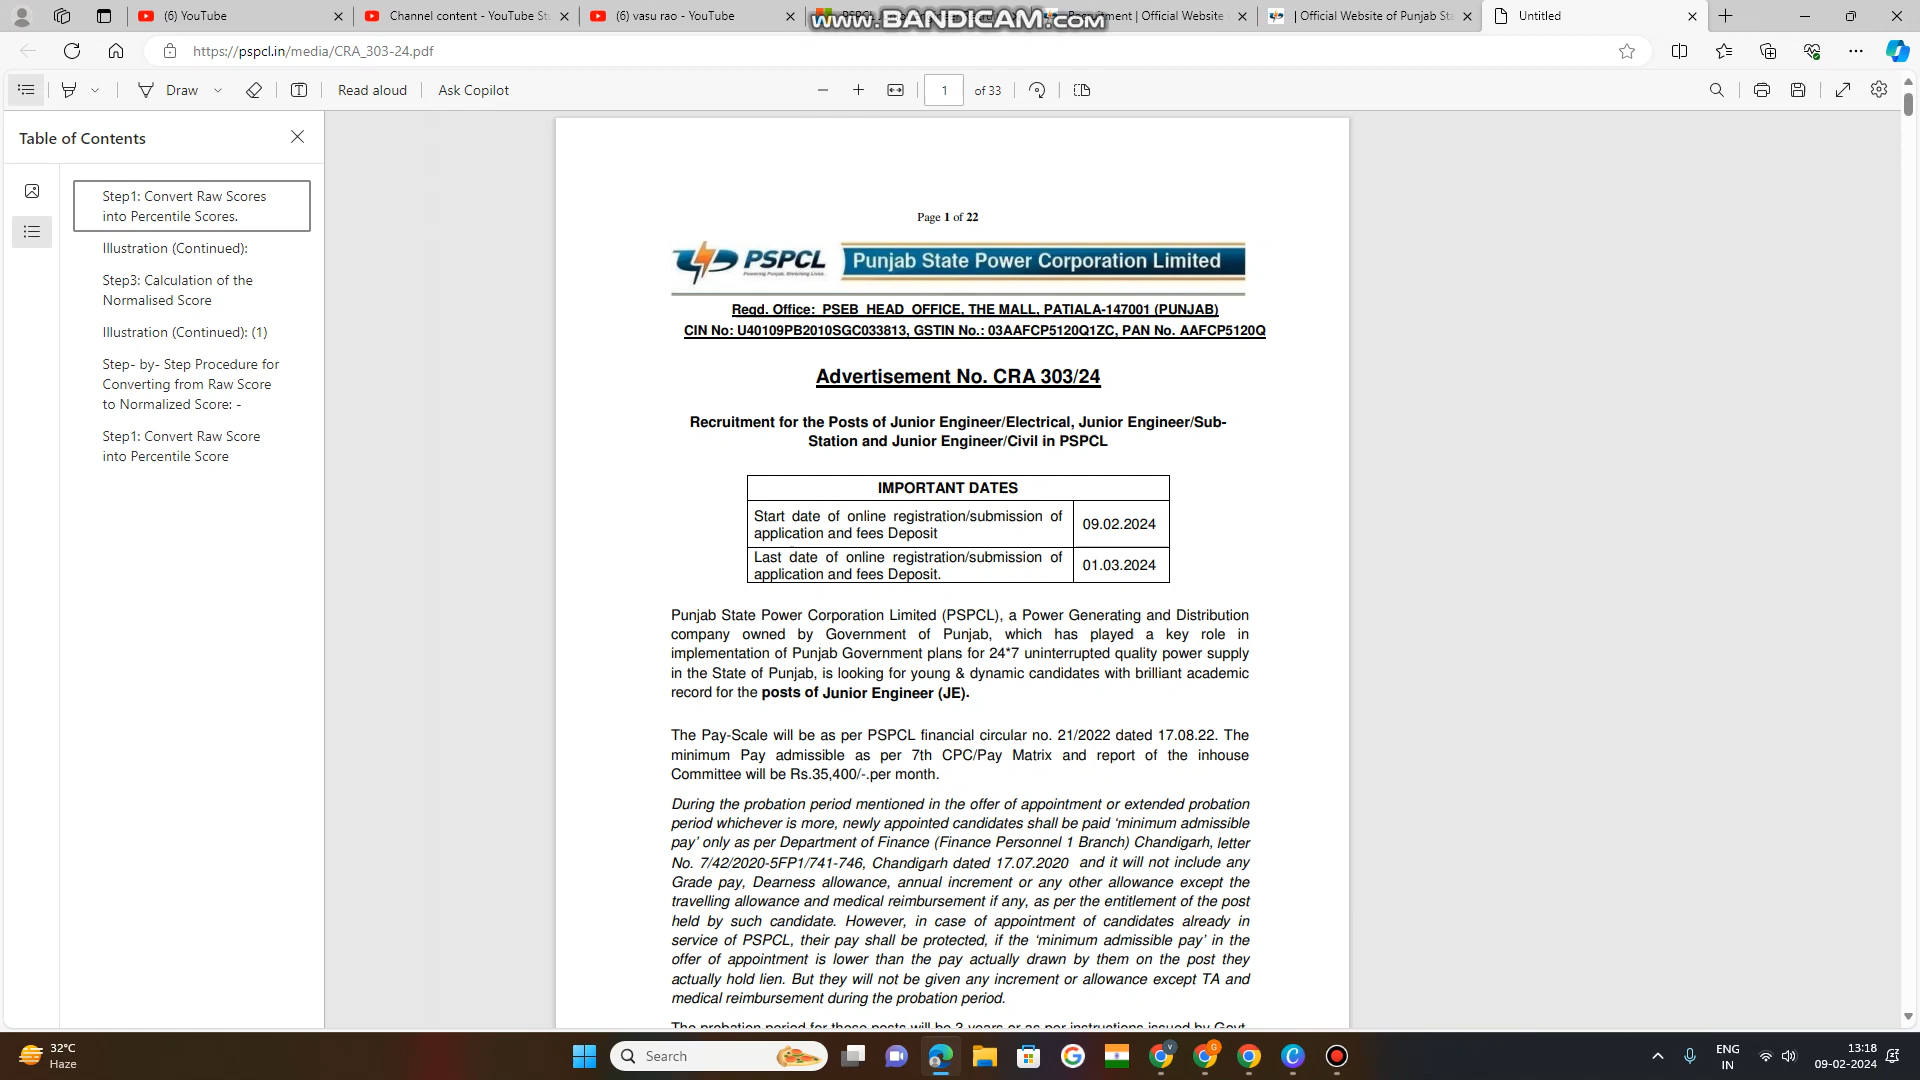 (6) YouTube
Channel content - YouTube St
(6) vasu rao - YouTube
www.BANDICAM.com
Recruitment | Official Website
| Official Website of Punjab Sta
Untitled
https://pspcl.in/media/CRA_303-24.pdf
Draw
Read aloud
Ask Copilot
1
of 33
Table of Contents
Step1: Convert Raw Scores
into Percentile Scores.
Illustration (Continued):
Step3: Calculation of the
Normalised Score
Illustration (Continued): (1)
Step- by- Step Procedure for
Converting from Raw Score
to Normalized Score: -
Step1: Convert Raw Score
into Percentile Score
Page 1 of 22
PSPCL
Punjab State Power Corporation Limited
Regd. Office: PSEB HEAD OFFICE, THE MALL, PATIALA-147001 (PUNJAB)
CIN No: U40109PB2010SGC033813, GSTIN No.: 03AAFCP5120Q1ZC, PAN No. AAFCP5120Q
Advertisement No. CRA 303/24
Recruitment for the Posts of Junior Engineer/Electrical, Junior Engineer/Sub-
Station and Junior Engineer/Civil in PSPCL
IMPORTANT DATES
Start date of online registration/submission of
application and fees Deposit
09.02.2024
Last date of online registration/submission of
application and fees Deposit.
01.03.2024
Punjab State Power Corporation Limited (PSPCL), a Power Generating and Distribution
company owned by Government of Punjab, which has played a key role in
implementation of Punjab Government plans for 24*7 uninterrupted quality power supply
in the State of Punjab, is looking for young & dynamic candidates with brilliant academic
record for the posts of Junior Engineer (JE).
The Pay-Scale will be as per PSPCL financial circular no. 21/2022 dated 17.08.22. The
minimum Pay admissible as per 7th CPC/Pay Matrix and report of the inhouse
Committee will be Rs.35,400/-.per month.
During the probation period mentioned in the offer of appointment or extended probation
period whichever is more, newly appointed candidates shall be paid ‘minimum admissible
pay’ only as per Department of Finance (Finance Personnel 1 Branch) Chandigarh, letter
No. 7/42/2020-5FP1/741-746, Chandigarh dated 17.07.2020 and it will not include any
Grade pay, Dearness allowance, annual increment or any other allowance except the
travelling allowance and medical reimbursement if any, as per the entitlement of the post
held by such candidate. However, in case of appointment of candidates already in
service of PSPCL, their pay shall be protected, if the ‘minimum admissible pay’ in the
offer of appointment is lower than the pay actually drawn by them on the post they
actually hold lien. But they will not be given any increment or allowance except TA and
medical reimbursement during the probation period.
The probation period for these posts will be 3 years or as per instructions issued by Govt.
32°C
Haze
Search
ENG
IN
13:18
09-02-2024